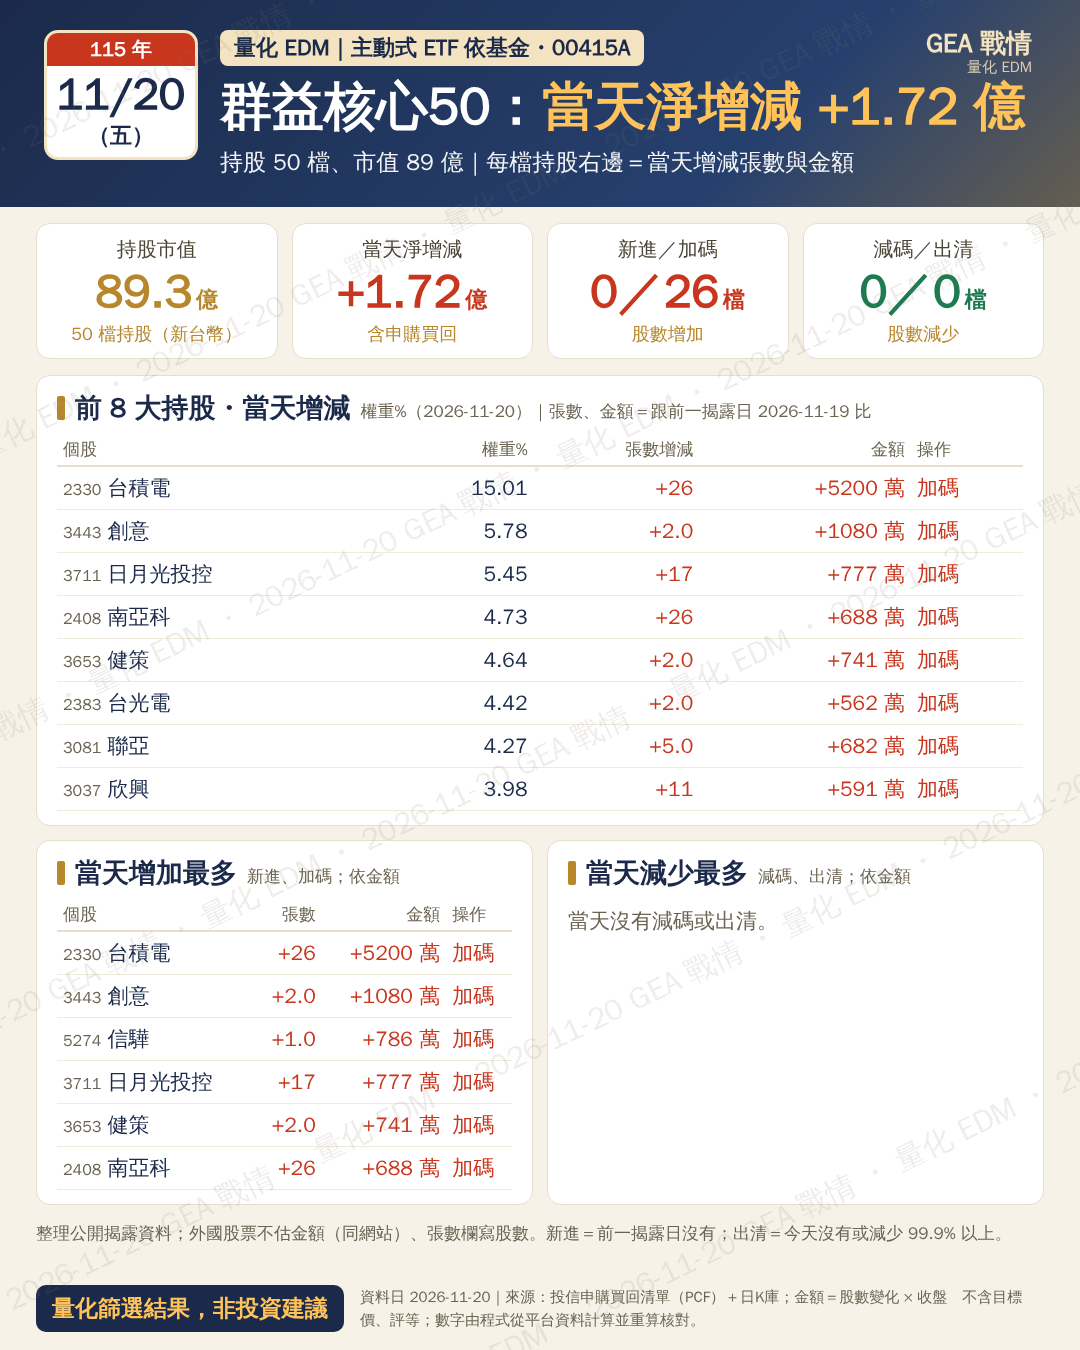 115 年
11/20
（五）
量化 EDM｜主動式 ETF 依基金・00415A
群益核心50：當天淨增減 +1.72 億
持股 50 檔、市值 89 億｜每檔持股右邊＝當天增減張數與金額
GEA 戰情
量化 EDM
持股市值
89.3億
50 檔持股（新台幣）
當天淨增減
+1.72億
含申購買回
新進／加碼
0／26檔
股數增加
減碼／出清
0／0檔
股數減少
前 8 大持股・當天增減 權重%（2026-11-20）｜張數、金額＝跟前一揭露日 2026-11-19 比
個股 權重% 張數增減 金額 操作
2330 台積電 15.01 +26 +5200 萬 加碼
3443 創意 5.78 +2.0 +1080 萬 加碼
3711 日月光投控 5.45 +17 +777 萬 加碼
2408 南亞科 4.73 +26 +688 萬 加碼
3653 健策 4.64 +2.0 +741 萬 加碼
2383 台光電 4.42 +2.0 +562 萬 加碼
3081 聯亞 4.27 +5.0 +682 萬 加碼
3037 欣興 3.98 +11 +591 萬 加碼
當天增加最多 新進、加碼；依金額
個股 張數 金額 操作
2330 台積電 +26 +5200 萬 加碼
3443 創意 +2.0 +1080 萬 加碼
5274 信驊 +1.0 +786 萬 加碼
3711 日月光投控 +17 +777 萬 加碼
3653 健策 +2.0 +741 萬 加碼
2408 南亞科 +26 +688 萬 加碼
當天減少最多 減碼、出清；依金額
當天沒有減碼或出清。
整理公開揭露資料；外國股票不估金額（同網站）、張數欄寫股數。新進＝前一揭露日沒有；出清＝今天沒有或減少 99.9% 以上。
量化篩選結果，非投資建議
資料日 2026-11-20｜來源：投信申購買回清單（PCF）＋日K庫；金額＝股數變化 × 收盤　不含目標
價、評等；數字由程式從平台資料計算並重算核對。